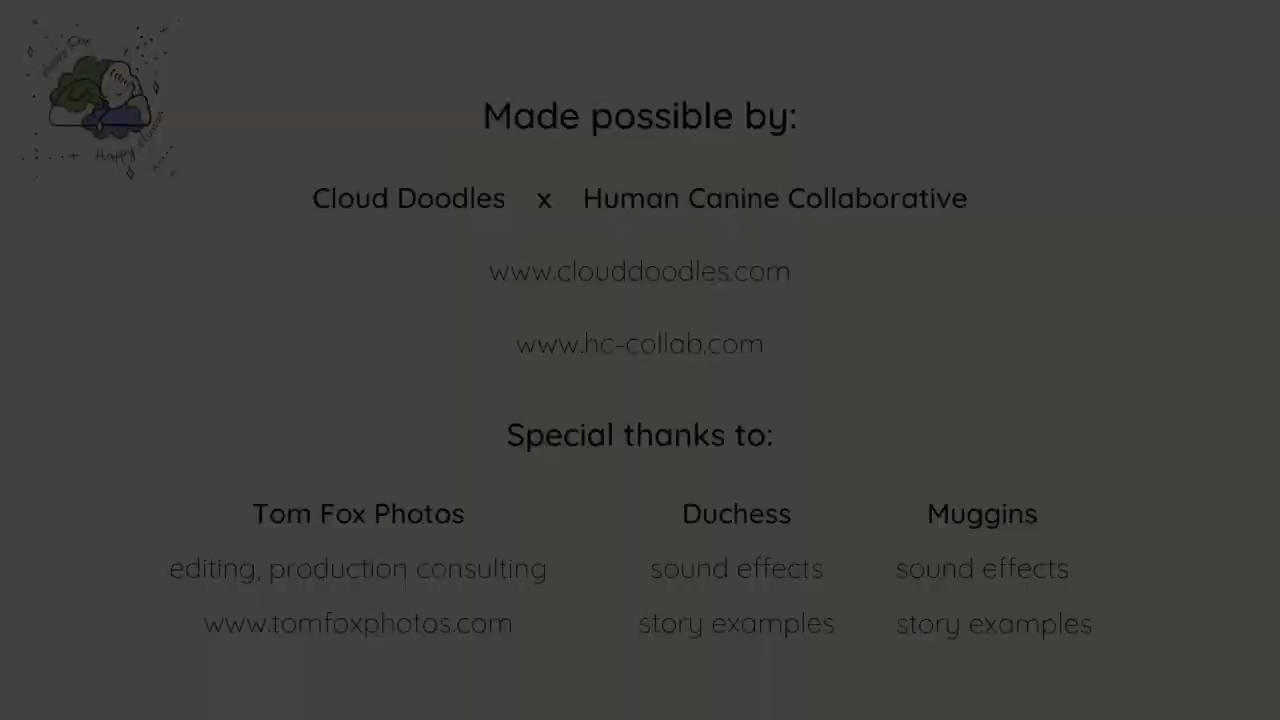 Made possible by:
Cloud Doodles x Human Canine Collaborative
www.clouddoodles.com
www.hc-collab.com
Special thanks to:
Tom Fox Photos Duchess Muggins
editing, production consulting sound effects sound effects
www.tomfoxphotos.com story examples story examples
Happy